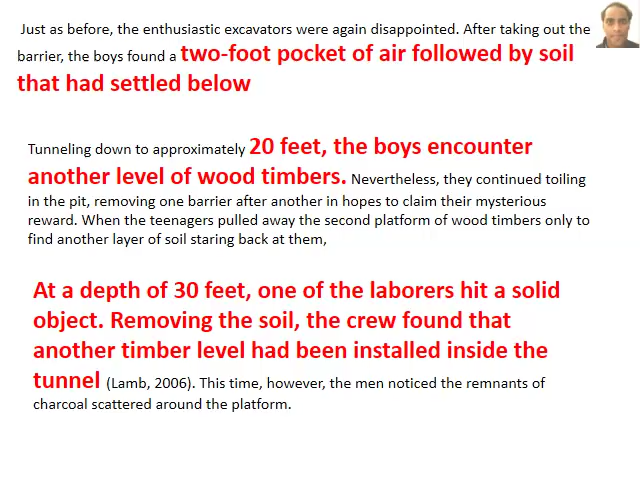 Just as before, the enthusiastic excavators were again disappointed. After taking out the
barrier, the boys found a two-foot pocket of air followed by soil
that had settled below
Tunneling down to approximately 20 feet, the boys encounter
another level of wood timbers. Nevertheless, they continued toiling
in the pit, removing one barrier after another in hopes to claim their mysterious
reward. When the teenagers pulled away the second platform of wood timbers only to
find another layer of soil staring back at them,
At a depth of 30 feet, one of the laborers hit a solid
object. Removing the soil, the crew found that
another timber level had been installed inside the
tunnel (Lamb, 2006). This time, however, the men noticed the remnants of
charcoal scattered around the platform.